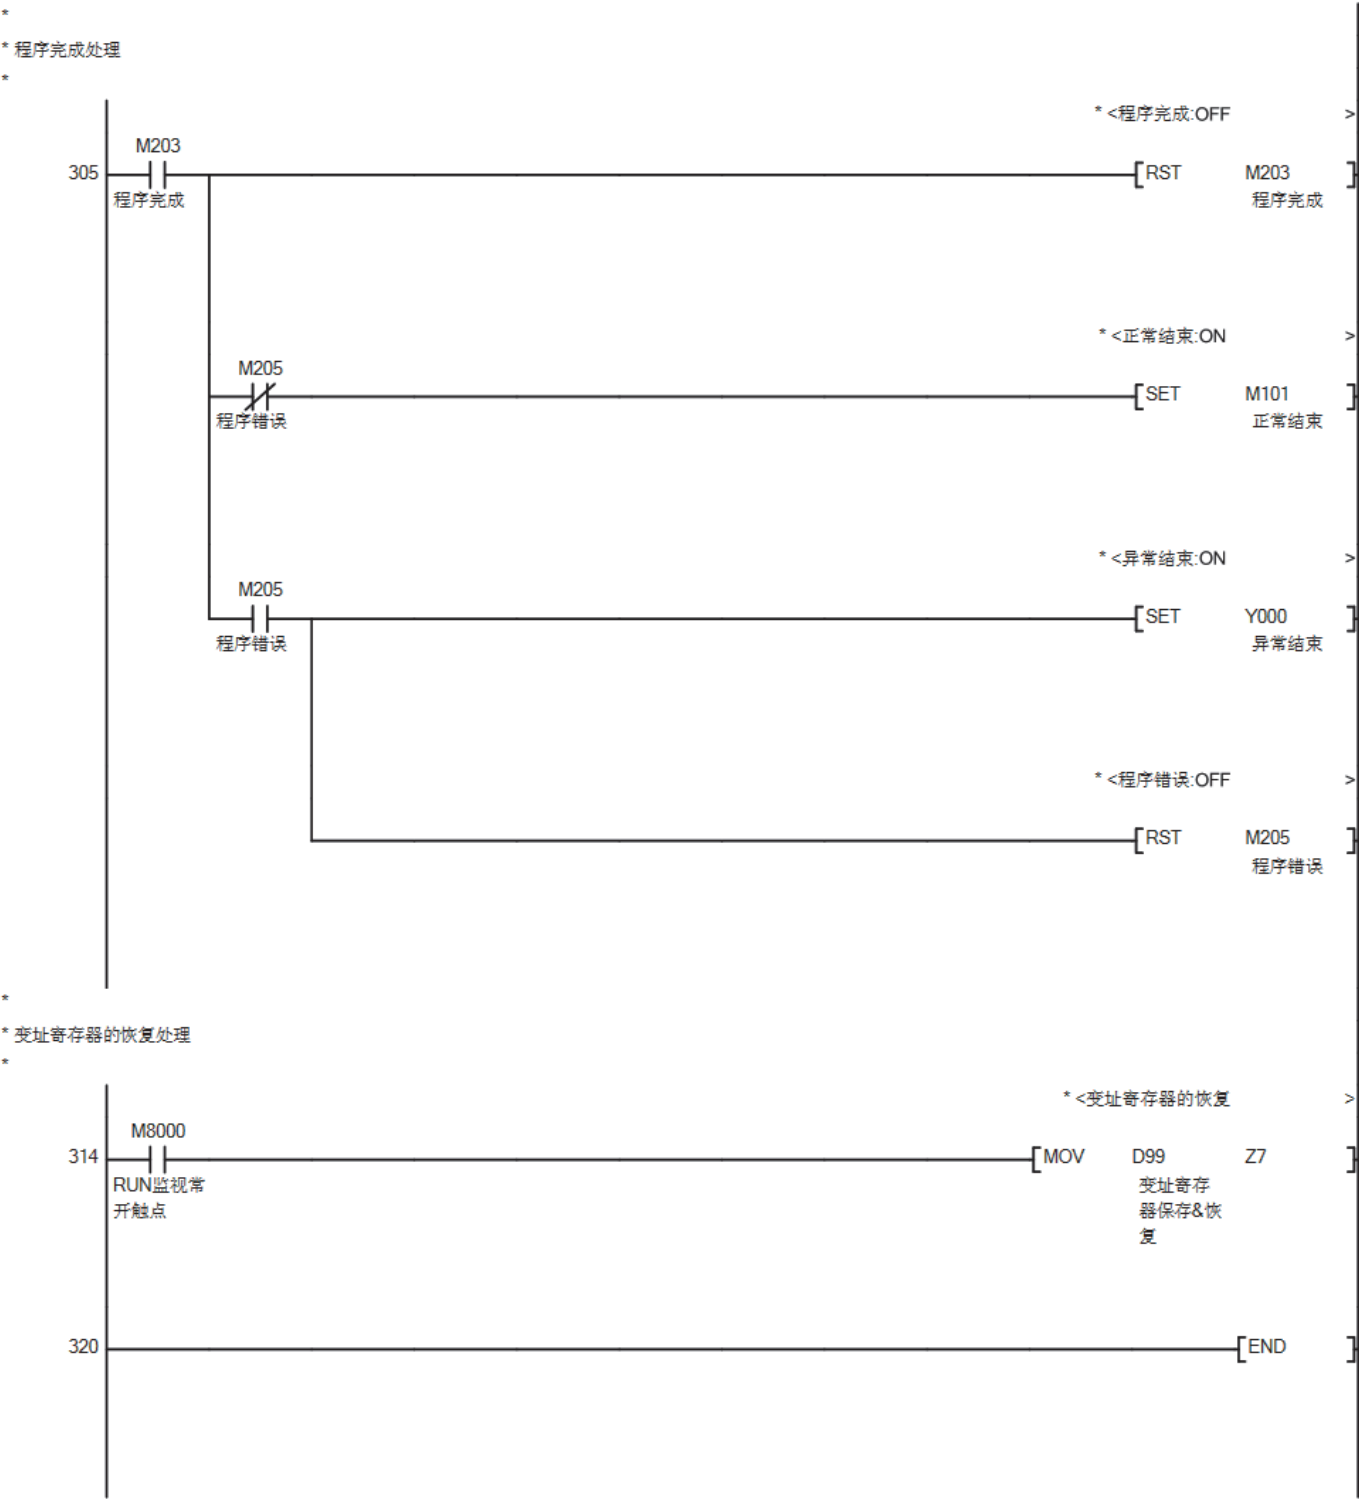 *
* 程序完成处理
*
* <程序完成:OFF >
M203
305 RST M203
程序完成 程序完成
* <正常结束:ON >
M205
SET M101
程序错误 正常结束
* <异常结束:ON >
M205
SET Y000
程序错误 异常结束
* <程序错误:OFF >
RST M205
程序错误
*
* 变址寄存器的恢复处理
*
* <变址寄存器的恢复 >
M8000
314 MOV D99 Z7
RUN监视常 变址寄存
开触点 器保存&恢
复
320 END